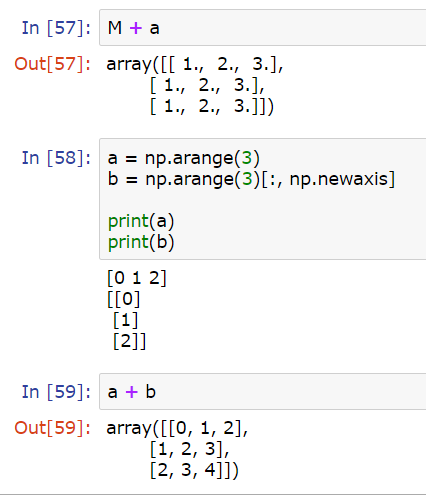 In [57]: M + a
Out[57]: array([[ 1.,  2.,  3.],
       [ 1.,  2.,  3.],
       [ 1.,  2.,  3.]])
In [58]: a = np.arange(3)
b = np.arange(3)[:, np.newaxis]
print(a)
print(b)
[0 1 2]
[[0]
 [1]
 [2]]
In [59]: a + b
Out[59]: array([[0, 1, 2],
       [1, 2, 3],
       [2, 3, 4]])